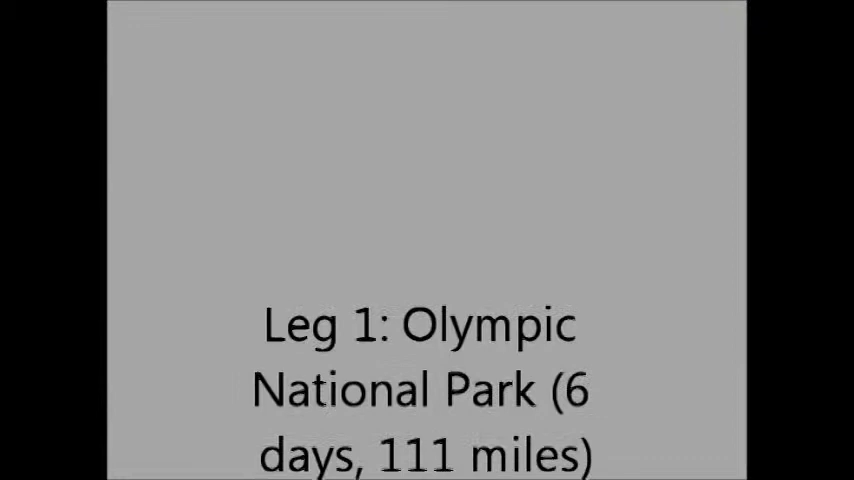 Leg 1: Olympic
National Park (6
days, 111 miles)